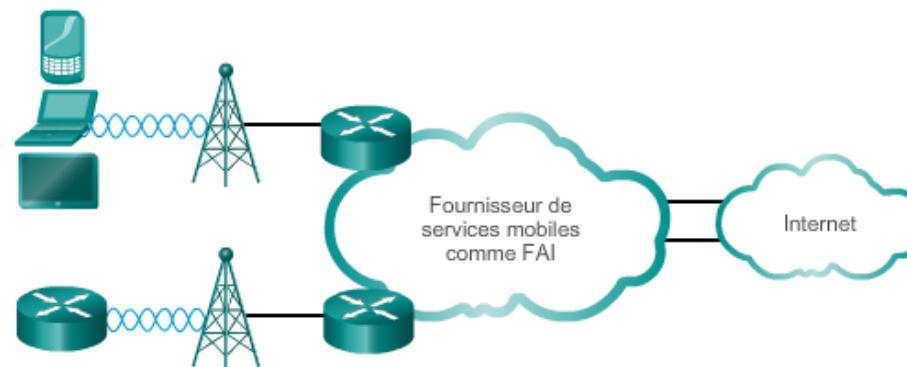 Fournisseur de
services mobiles
comme FAI
Internet